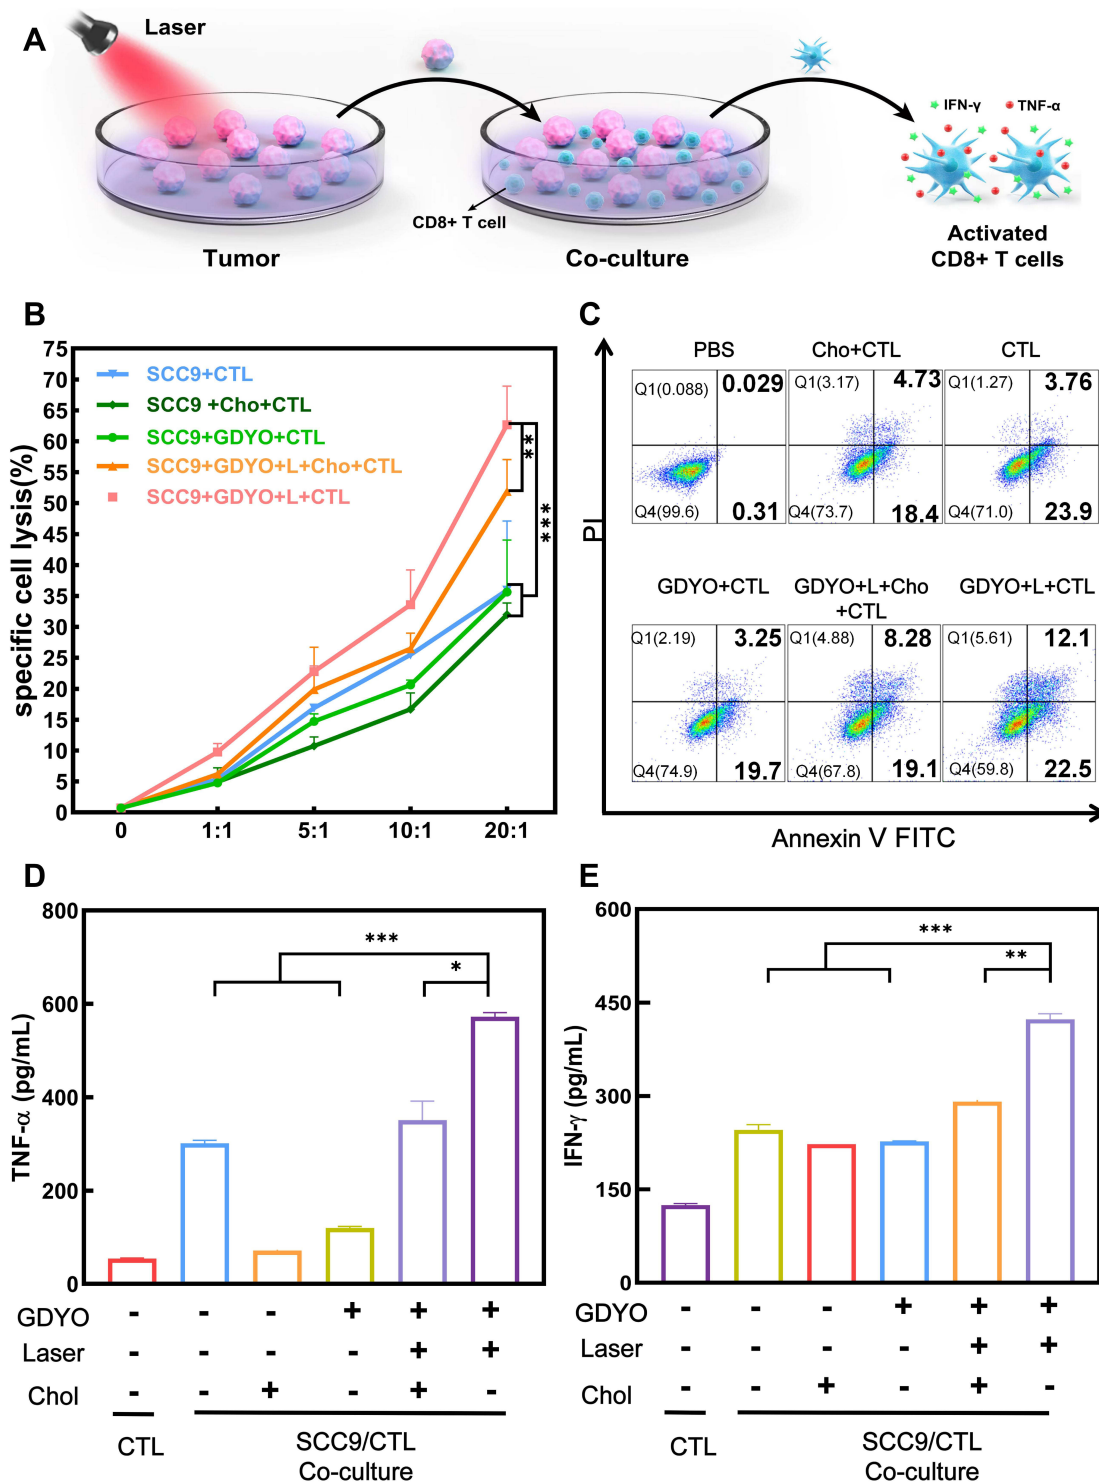 A
Laser
IFN-γ
TNF-α
CD8+ T cell
Tumor
Co-culture
Activated
CD8+ T cells
B
specific cell lysis(%)
75
70
65
60
55
50
45
40
35
30
25
20
15
10
5
0
SCC9+CTL
SCC9 +Cho+CTL
SCC9+GDYO+CTL
SCC9+GDYO+L+Cho+CTL
SCC9+GDYO+L+CTL
**
***
0 1:1 5:1 10:1 20:1
C
PI
PBS Cho+CTL CTL
Q1(0.088) 0.029 Q1(3.17) 4.73 Q1(1.27) 3.76
Q4(99.6) 0.31 Q4(73.7) 18.4 Q4(71.0) 23.9
GDYO+CTL GDYO+L+Cho GDYO+L+CTL
+CTL
Q1(2.19) 3.25 Q1(4.88) 8.28 Q1(5.61) 12.1
Q4(74.9) 19.7 Q4(67.8) 19.1 Q4(59.8) 22.5
Annexin V FITC
D
TNF-α (pg/mL)
800
600
400
200
0
***
*
GDYO - - - + + +
Laser - - - - + +
Chol - - + - + -
CTL SCC9/CTL
Co-culture
E
IFN-γ (pg/mL)
600
450
300
150
0
***
**
GDYO - - - + + +
Laser - - - - + +
Chol - - + - + -
CTL SCC9/CTL
Co-culture